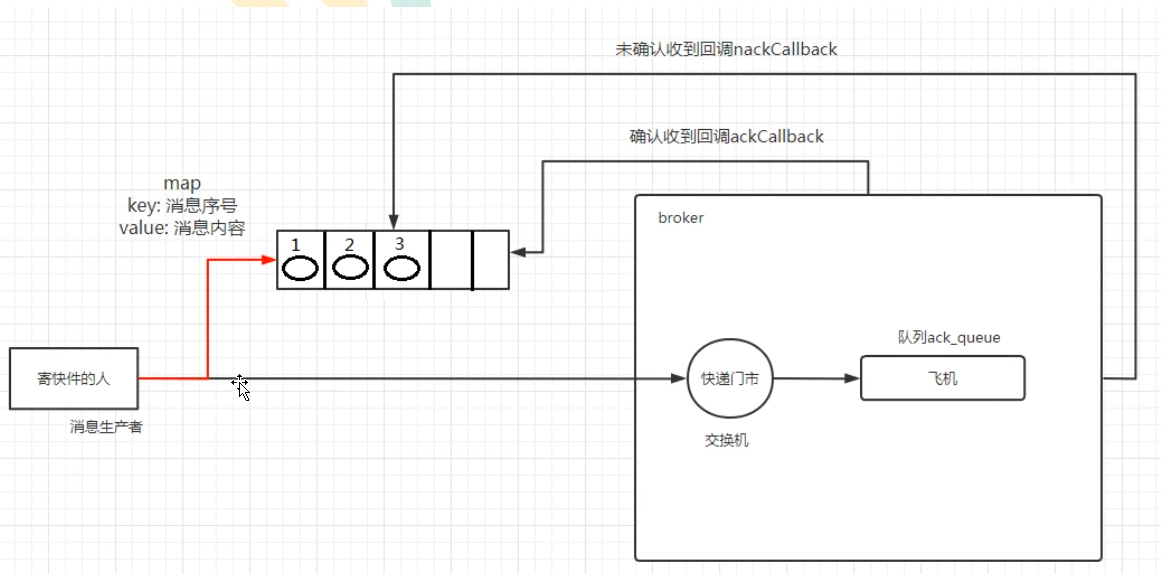 未确认收到回调nackCallback
确认收到回调ackCallback
map
key: 消息序号
value: 消息内容
broker
1 2 3
队列ack_queue
寄快件的人
快递门市
飞机
消息生产者
交换机